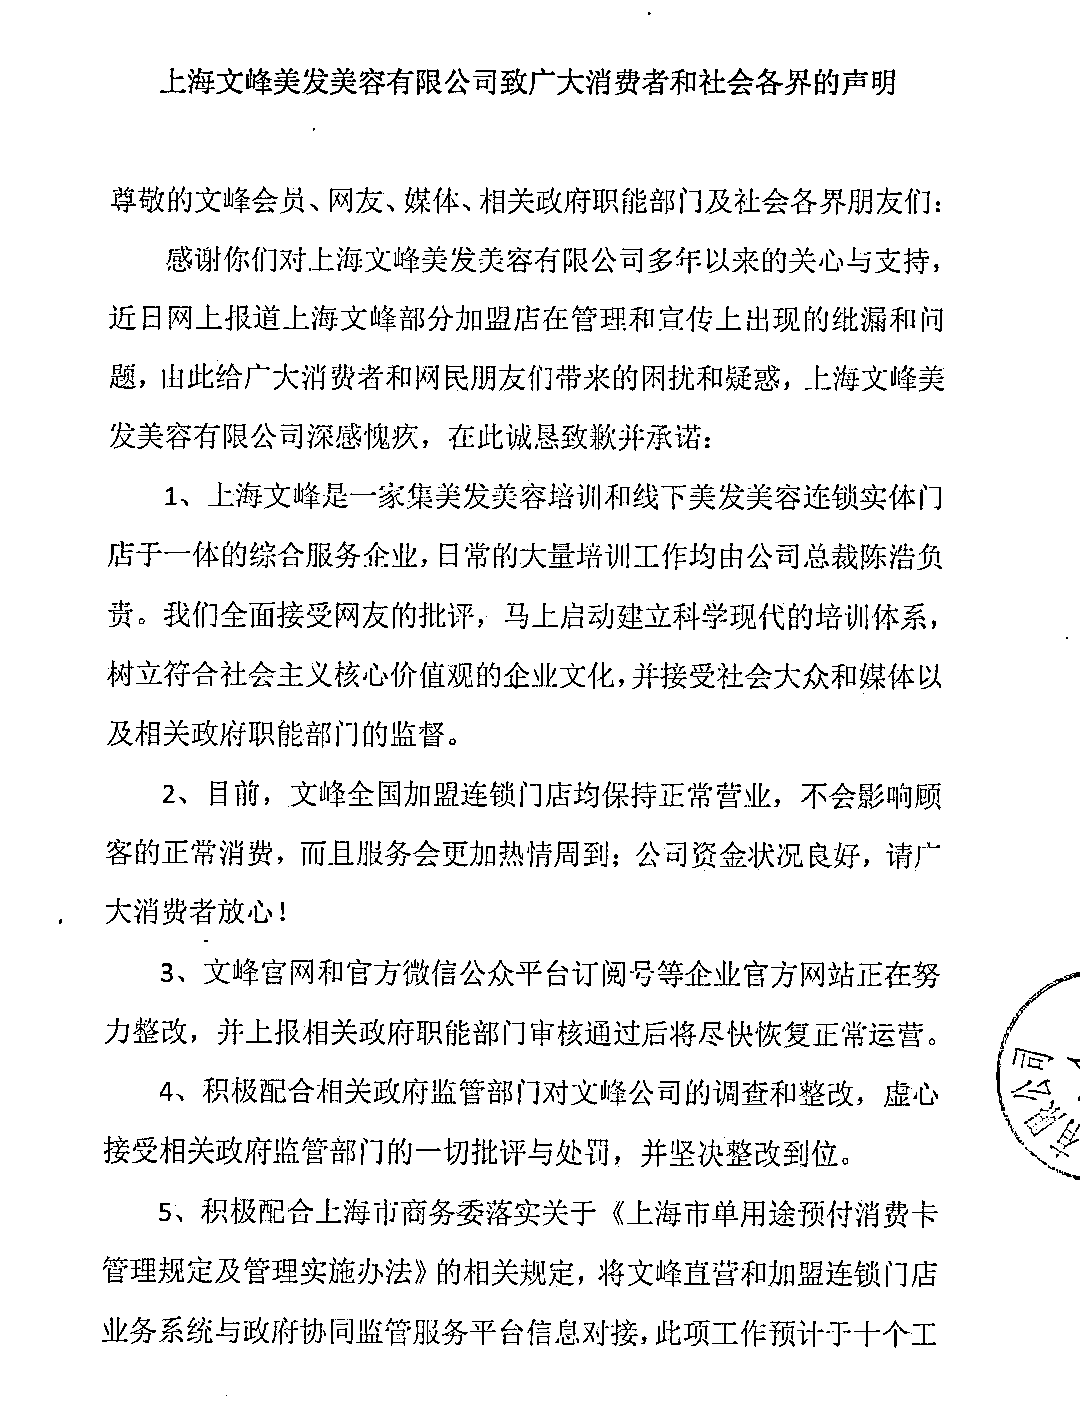 上海文峰美发美容有限公司致广大消费者和社会各界的声明
尊敬的文峰会员、网友、媒体、相关政府职能部门及社会各界朋友们：
感谢你们对上海文峰美发美容有限公司多年以来的关心与支持，
近日网上报道上海文峰部分加盟店在管理和宣传上出现的纰漏和问
题，由此给广大消费者和网民朋友们带来的困扰和疑惑，上海文峰美
发美容有限公司深感愧疚，在此诚恳致歉并承诺：
1、上海文峰是一家集美发美容培训和线下美发美容连锁实体门
店于一体的综合服务企业，日常的大量培训工作均由公司总裁陈浩负
责。我们全面接受网友的批评，马上启动建立科学现代的培训体系，
树立符合社会主义核心价值观的企业文化，并接受社会大众和媒体以
及相关政府职能部门的监督。
2、目前，文峰全国加盟连锁门店均保持正常营业，不会影响顾
客的正常消费，而且服务会更加热情周到；公司资金状况良好，请广
大消费者放心！
3、文峰官网和官方微信公众平台订阅号等企业官方网站正在努
力整改，并上报相关政府职能部门审核通过后将尽快恢复正常运营。
4、积极配合相关政府监管部门对文峰公司的调查和整改，虚心
接受相关政府监管部门的一切批评与处罚，并坚决整改到位。
5、积极配合上海市商务委落实关于《上海市单用途预付消费卡
管理规定及管理实施办法》的相关规定，将文峰直营和加盟连锁门店
业务系统与政府协同监管服务平台信息对接，此项工作预计于十个工
有限公司